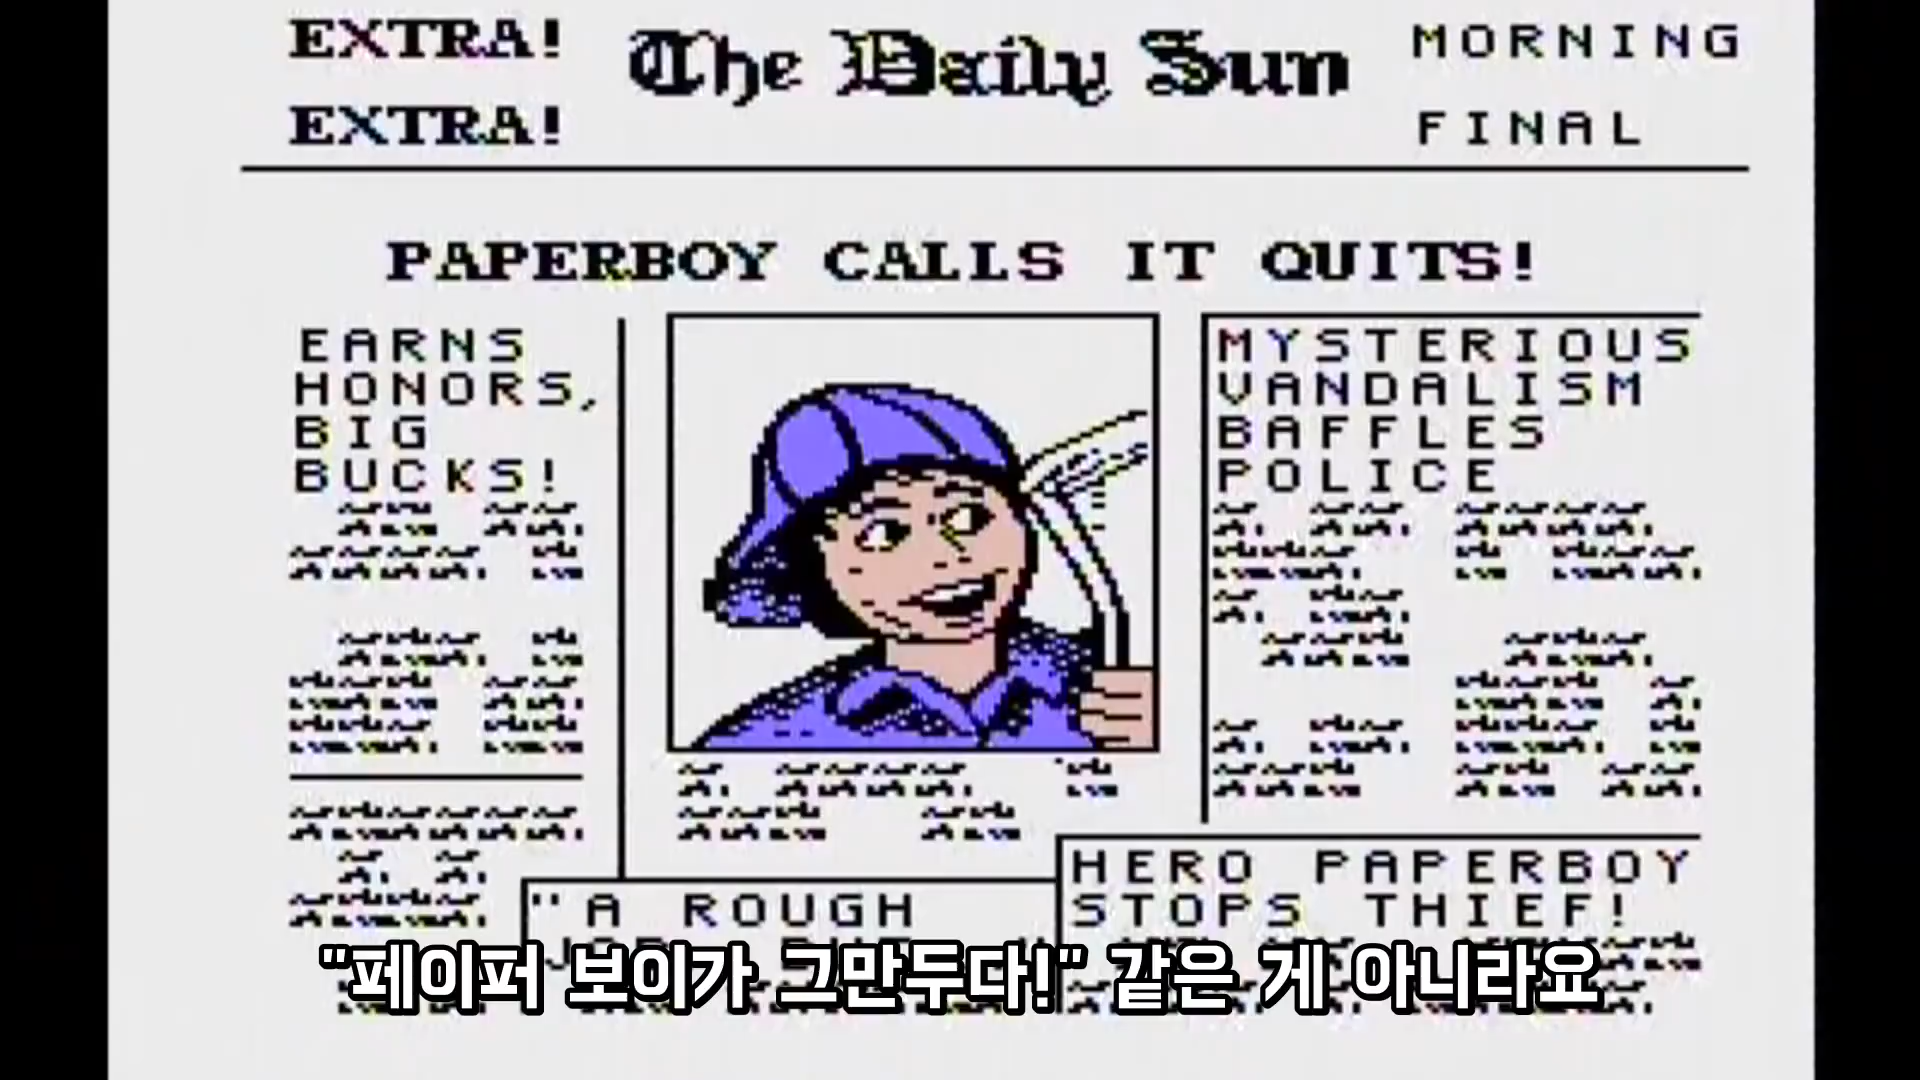 EXTRA!
EXTRA!
The Daily Sun
MORNING
FINAL
PAPERBOY CALLS IT QUITS!
EARNS
HONORS,
BIG
BUCKS!
MYSTERIOUS
VANDALISM
BAFFLES
POLICE
"A ROUGH
HERO PAPERBOY
STOPS THIEF!
"페이퍼 보이가 그만두다!" 같은 게 아니라요